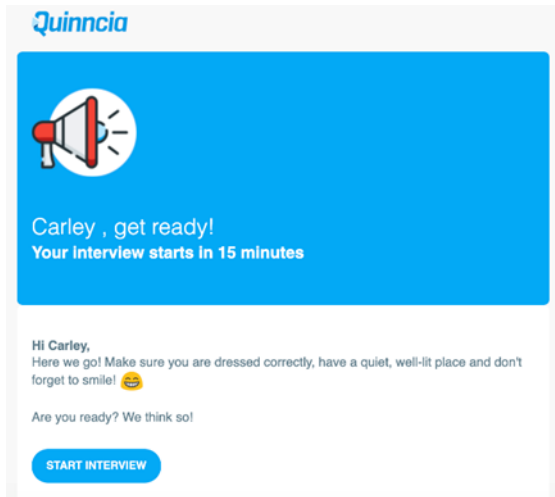 Quinncia
Carley , get ready!
Your interview starts in 15 minutes
Hi Carley,
Here we go! Make sure you are dressed correctly, have a quiet, well-lit place and don't
forget to smile! 😁
Are you ready? We think so!
START INTERVIEW